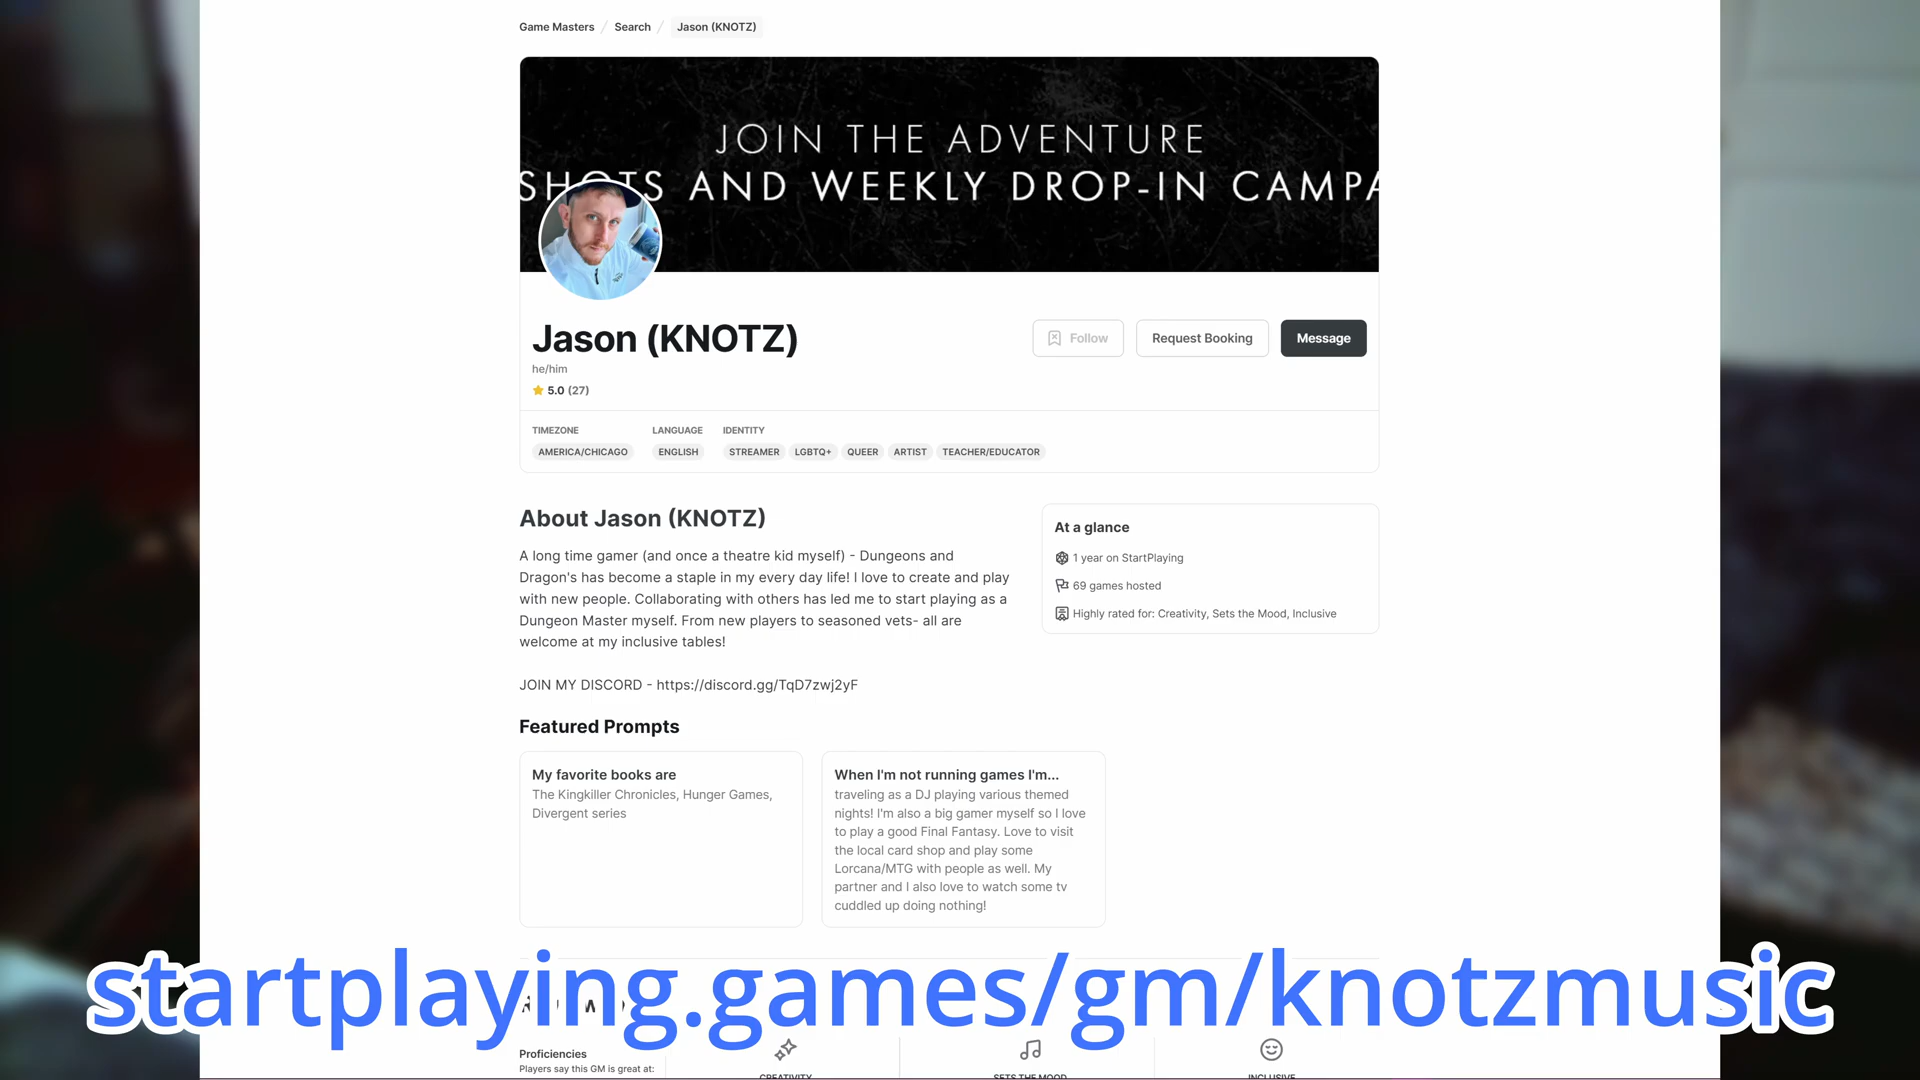 Game Masters / Search / Jason (KNOTZ)
JOIN THE ADVENTURE
SHOTS AND WEEKLY DROP-IN CAMPA
Jason (KNOTZ)
Follow
Request Booking
Message
he/him
5.0 (27)
TIMEZONE
LANGUAGE
IDENTITY
AMERICA/CHICAGO
ENGLISH
STREAMER
LGBTQ+
QUEER
ARTIST
TEACHER/EDUCATOR
About Jason (KNOTZ)
A long time gamer (and once a theatre kid myself) - Dungeons and
Dragon's has become a staple in my every day life! I love to create and play
with new people. Collaborating with others has led me to start playing as a
Dungeon Master myself. From new players to seasoned vets- all are
welcome at my inclusive tables!
JOIN MY DISCORD - https://discord.gg/TqD7zwj2yF
At a glance
1 year on StartPlaying
69 games hosted
Highly rated for: Creativity, Sets the Mood, Inclusive
Featured Prompts
My favorite books are
The Kingkiller Chronicles, Hunger Games,
Divergent series
When I'm not running games I'm...
traveling as a DJ playing various themed
nights! I'm also a big gamer myself so I love
to play a good Final Fantasy. Love to visit
the local card shop and play some
Lorcana/MTG with people as well. My
partner and I also love to watch some tv
cuddled up doing nothing!
startplaying.games/gm/knotzmusic
Proficiencies
Players say this GM is great at:
CREATIVITY
SETS THE MOOD
INCLUSIVE